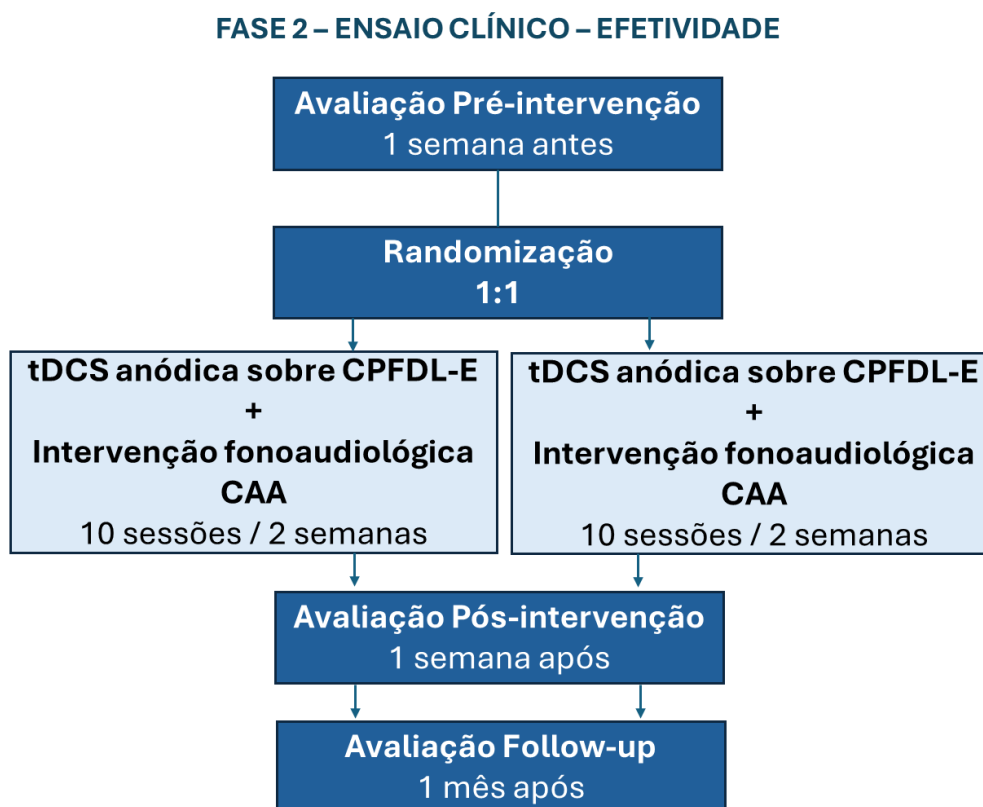 FASE 2 – ENSAIO CLÍNICO – EFETIVIDADE
Avaliação Pré-intervenção
1 semana antes
Randomização
1:1
tDCS anódica sobre CPFDL-E
+
Intervenção fonoaudiológica
CAA
10 sessões / 2 semanas
tDCS anódica sobre CPFDL-E
+
Intervenção fonoaudiológica
CAA
10 sessões / 2 semanas
Avaliação Pós-intervenção
1 semana após
Avaliação Follow-up
1 mês após